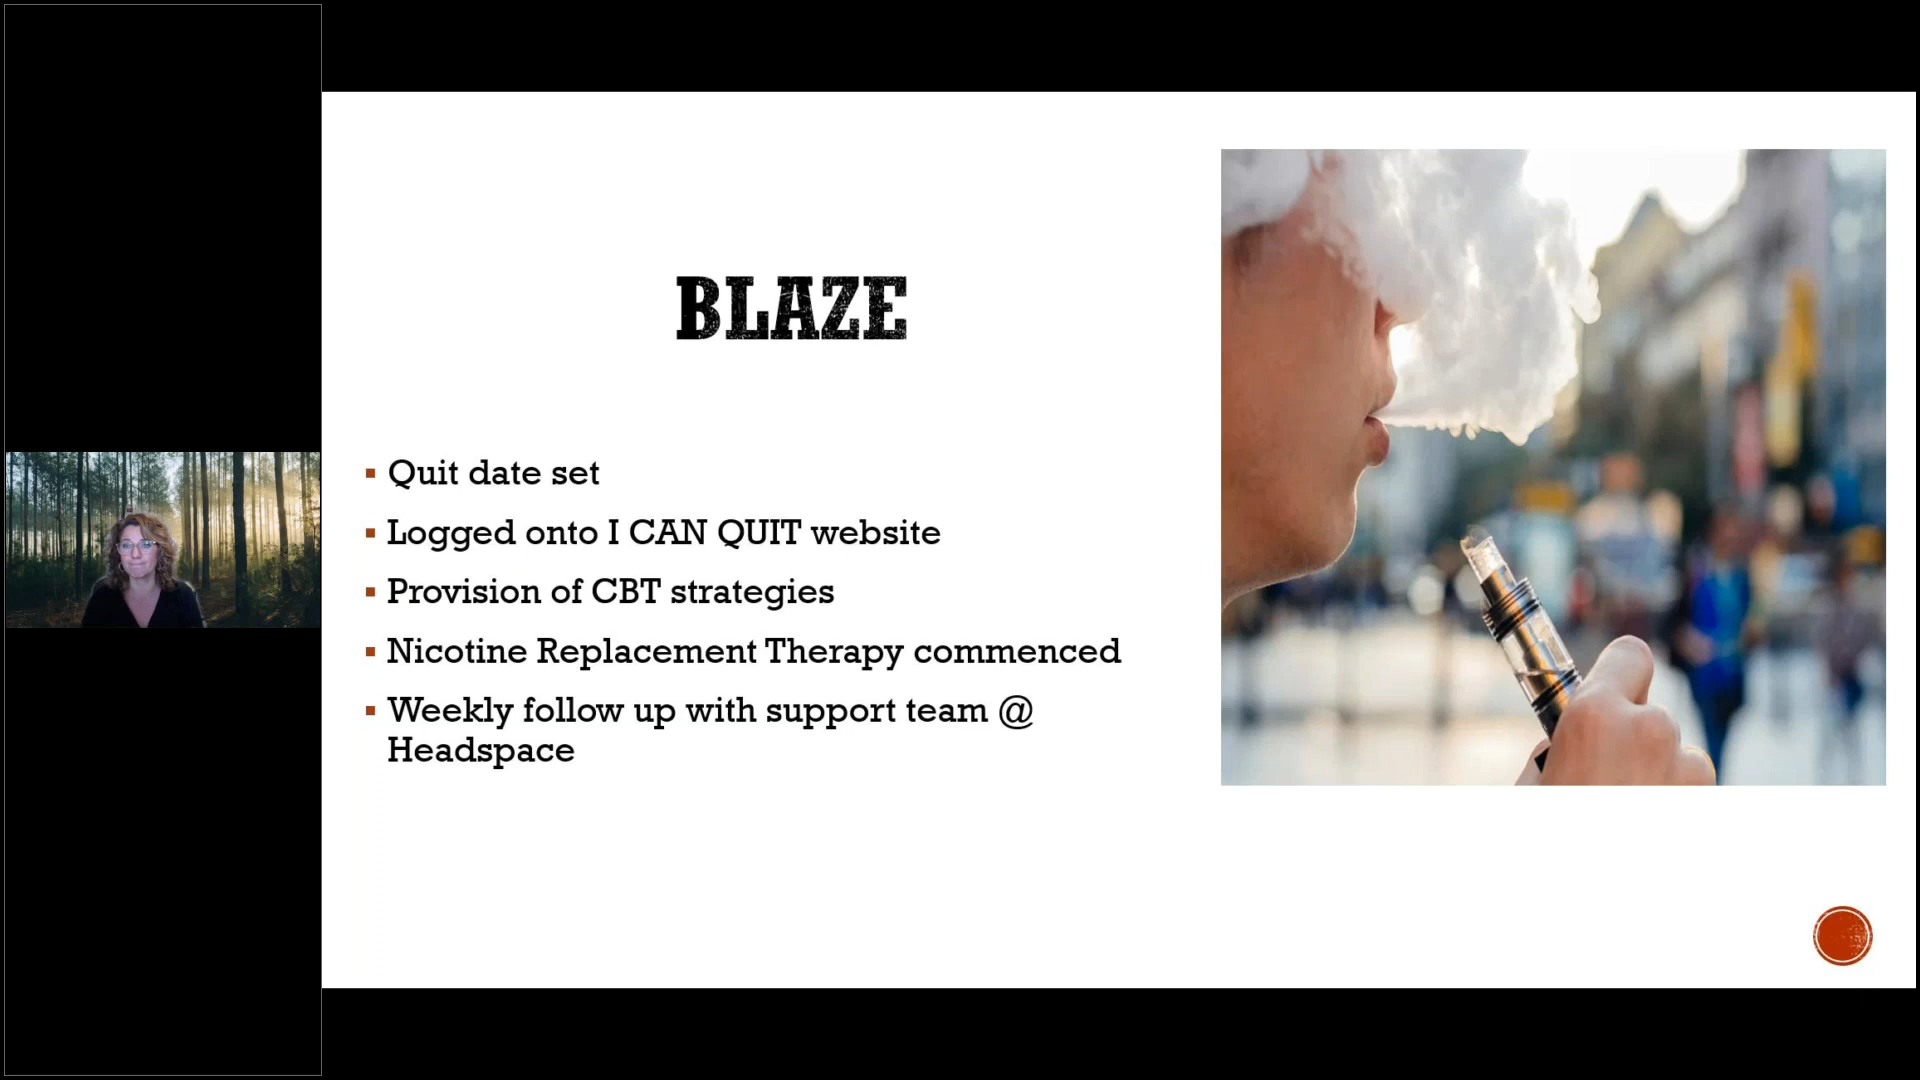 BLAZE
Quit date set
Logged onto I CAN QUIT website
Provision of CBT strategies
Nicotine Replacement Therapy commenced
Weekly follow up with support team @
Headspace